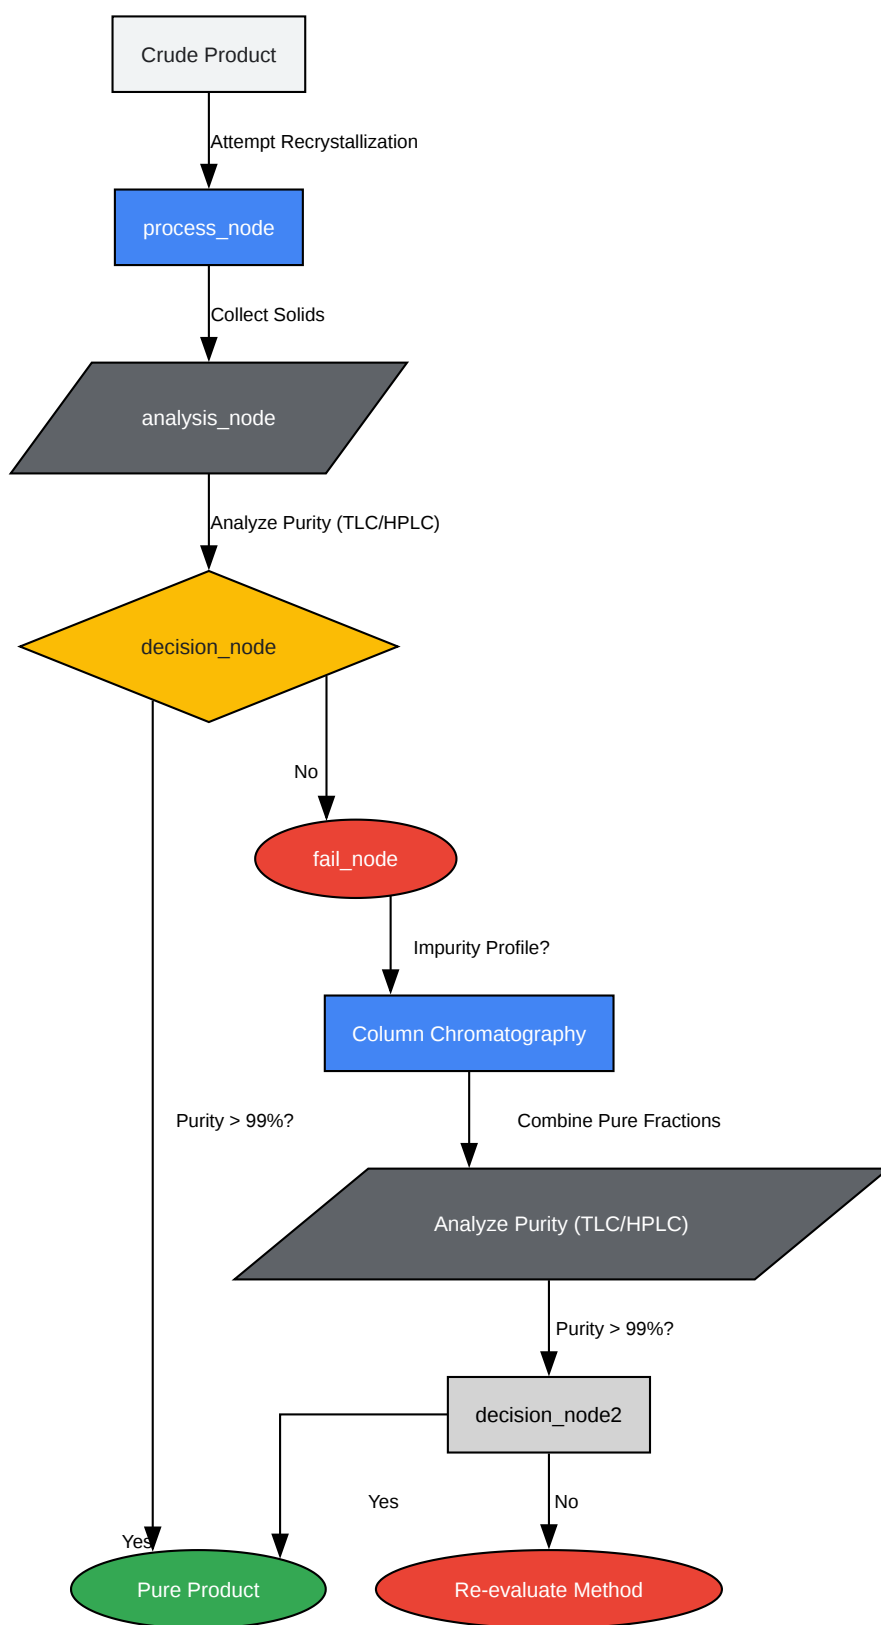 Crude Product
Attempt Recrystallization
process_node
Collect Solids
analysis_node
Analyze Purity (TLC/HPLC)
decision_node
No
fail_node
Impurity Profile?
Column Chromatography
Purity > 99%?
Combine Pure Fractions
Analyze Purity (TLC/HPLC)
Purity > 99%?
decision_node2
Yes
No
Yes
Pure Product
Re-evaluate Method